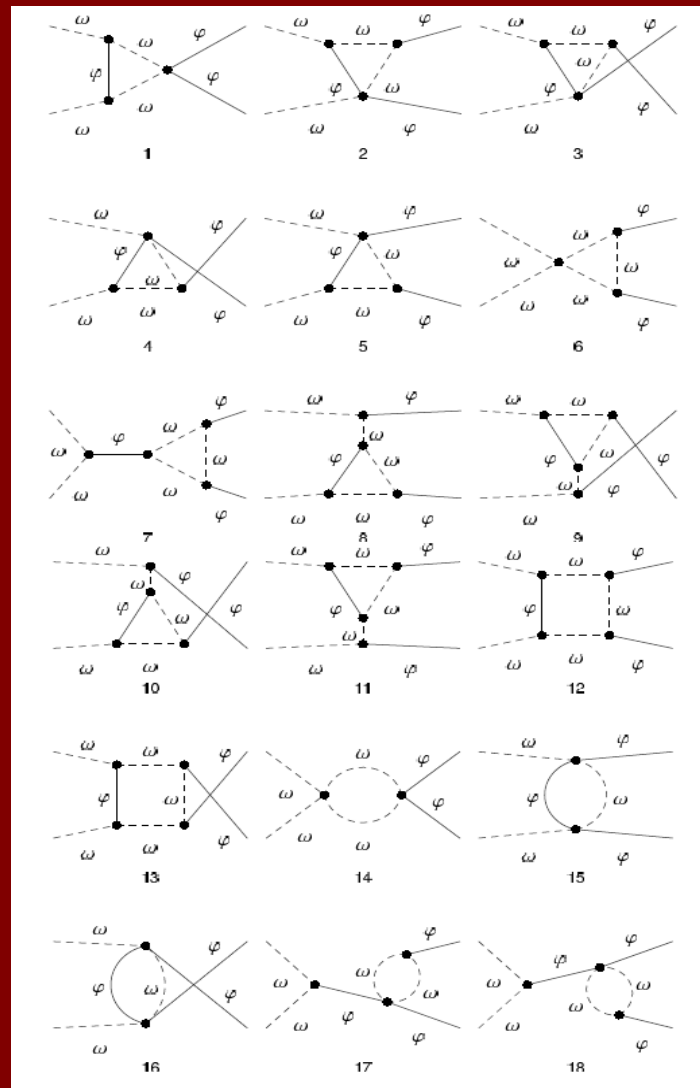 ω ω φ
φ φ
ω ω
1
ω ω φ
φ ω
ω φ
2
ω ω φ
ω
φ φ
ω
3
ω φ
φ
ω
ω ω φ
4
ω φ
φ ω
ω ω φ
5
ω φ
ω ω
ω ω φ
6
φ
φ ω
ω ω
ω ω φ
7
ω φ
ω
φ ω
ω ω φ
8
ω ω
φ ω φ
ω φ
ω
9
ω φ
ω φ
φ ω
ω ω
10
ω ω φ
φ ω
ω
ω φ
11
ω ω φ
φ ω
ω ω φ
12
ω ω φ
φ ω
ω ω φ
13
ω φ
ω φ
ω ω
14
ω φ
φ ω
ω φ
15
ω φ
φ ω φ
ω
16
φ
ω ω
ω φ φ
17
φ φ
ω
ω ω φ
18